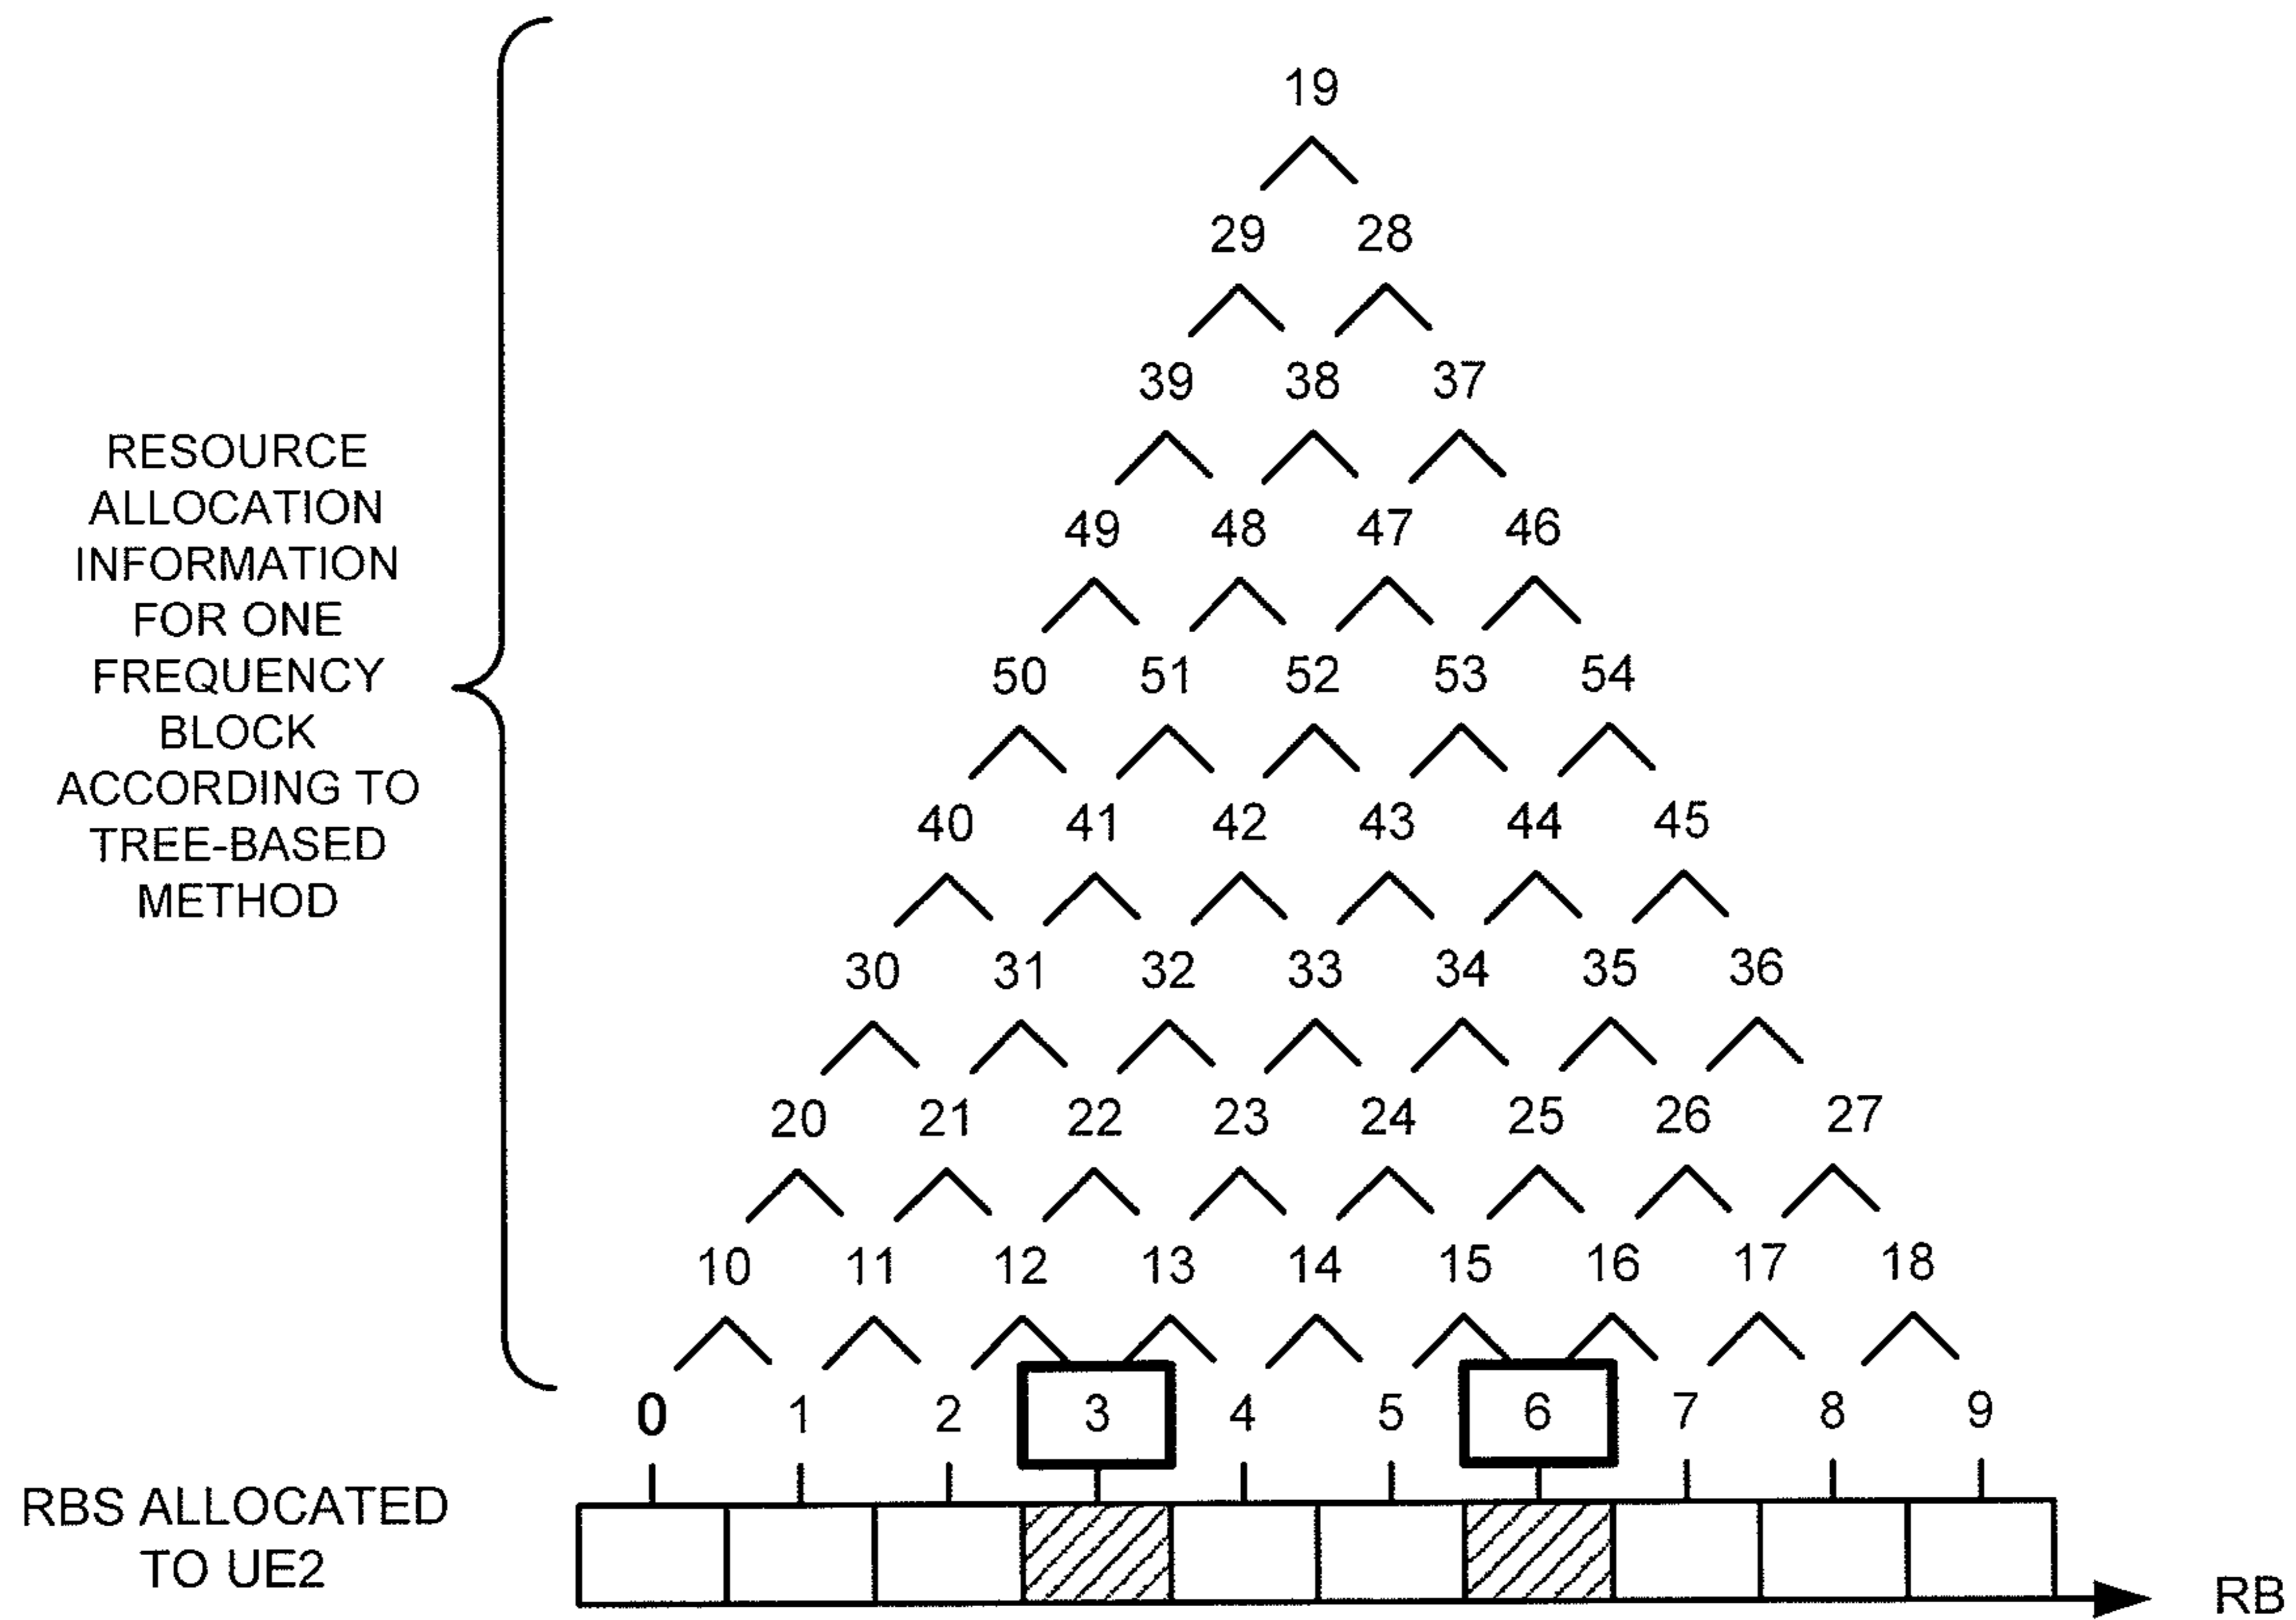 19
29 28
39 38 37
RESOURCE
ALLOCATION
INFORMATION
FOR ONE
FREQUENCY
BLOCK
ACCORDING TO
TREE-BASED
METHOD
49 48 47 46
50 51 52 53 54
40 41 42 43 44 45
30 31 32 33 34 35 36
20 21 22 23 24 25 26 27
10 11 12 13 14 15 16 17 18
0 1 2 3 4 5 6 7 8 9
RBS ALLOCATED
TO UE2
RB